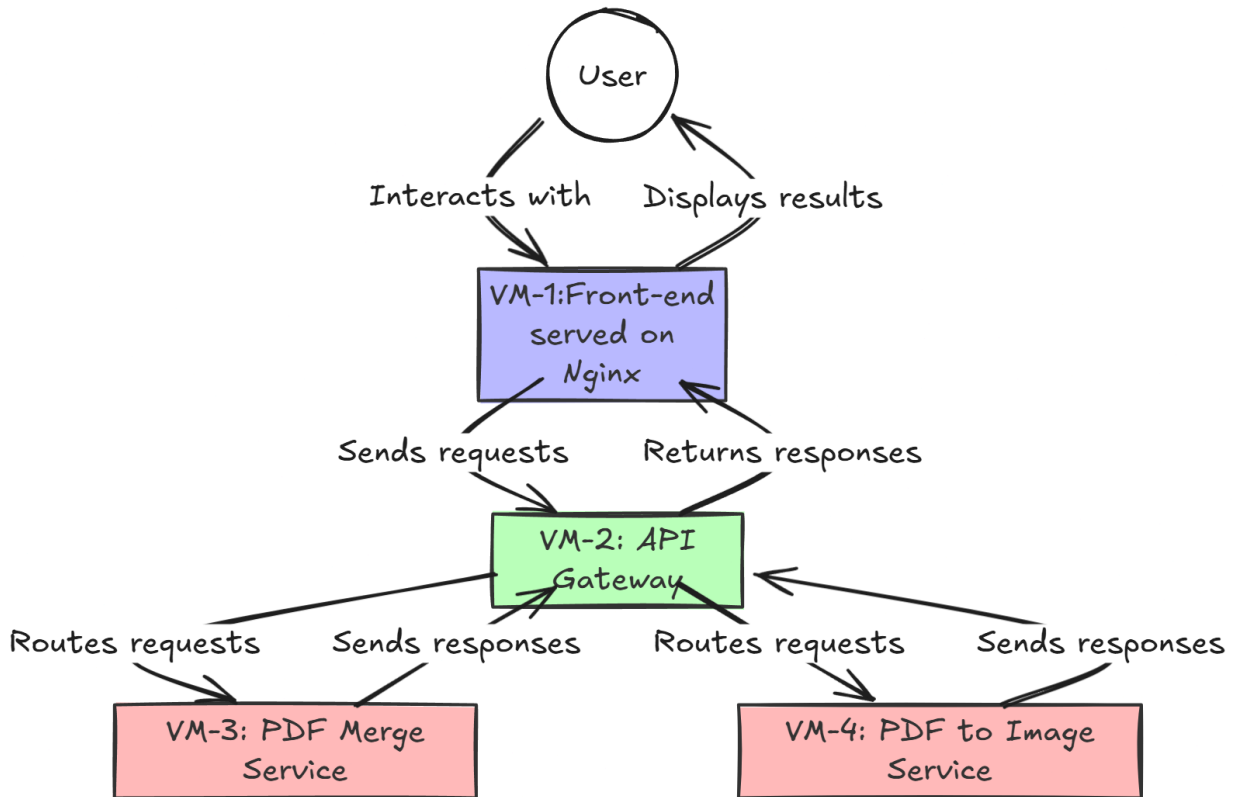 User
Interacts with
Displays results
VM-1:Front-end
served on
Nginx
Sends requests
Returns responses
VM-2: API
Gateway
Routes requests
Sends responses
Routes requests
Sends responses
VM-3: PDF Merge
Service
VM-4: PDF to Image
Service